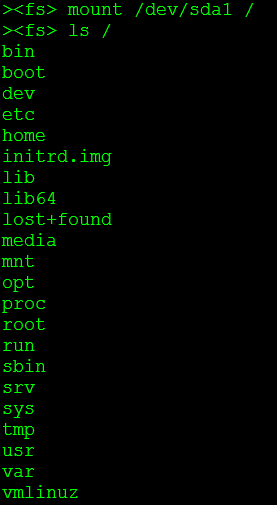 ><fs> mount /dev/sda1 /
><fs> ls /
bin
boot
dev
etc
home
initrd.img
lib
lib64
lost+found
media
mnt
opt
proc
root
run
sbin
srv
sys
tmp
usr
var
vmlinuz